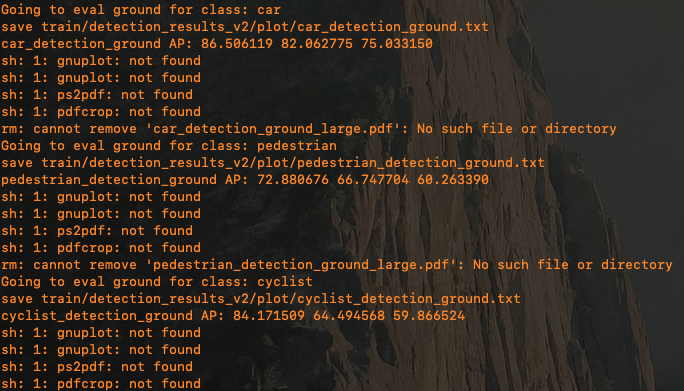 Going to eval ground for class: car
save train/detection_results_v2/plot/car_detection_ground.txt
car_detection_ground AP: 86.506119 82.062775 75.033150
sh: 1: gnuplot: not found
sh: 1: gnuplot: not found
sh: 1: ps2pdf: not found
sh: 1: pdfcrop: not found
rm: cannot remove 'car_detection_ground_large.pdf': No such file or directory
Going to eval ground for class: pedestrian
save train/detection_results_v2/plot/pedestrian_detection_ground.txt
pedestrian_detection_ground AP: 72.880676 66.747704 60.263390
sh: 1: gnuplot: not found
sh: 1: gnuplot: not found
sh: 1: ps2pdf: not found
sh: 1: pdfcrop: not found
rm: cannot remove 'pedestrian_detection_ground_large.pdf': No such file or directory
Going to eval ground for class: cyclist
save train/detection_results_v2/plot/cyclist_detection_ground.txt
cyclist_detection_ground AP: 84.171509 64.494568 59.866524
sh: 1: gnuplot: not found
sh: 1: gnuplot: not found
sh: 1: ps2pdf: not found
sh: 1: pdfcrop: not found